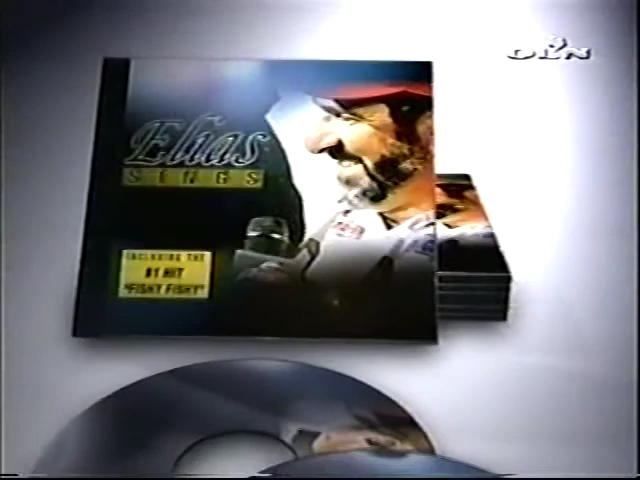 OLN
Elias
SINGS
INCLUDING THE
#1 HIT
"FISHY FISHY"